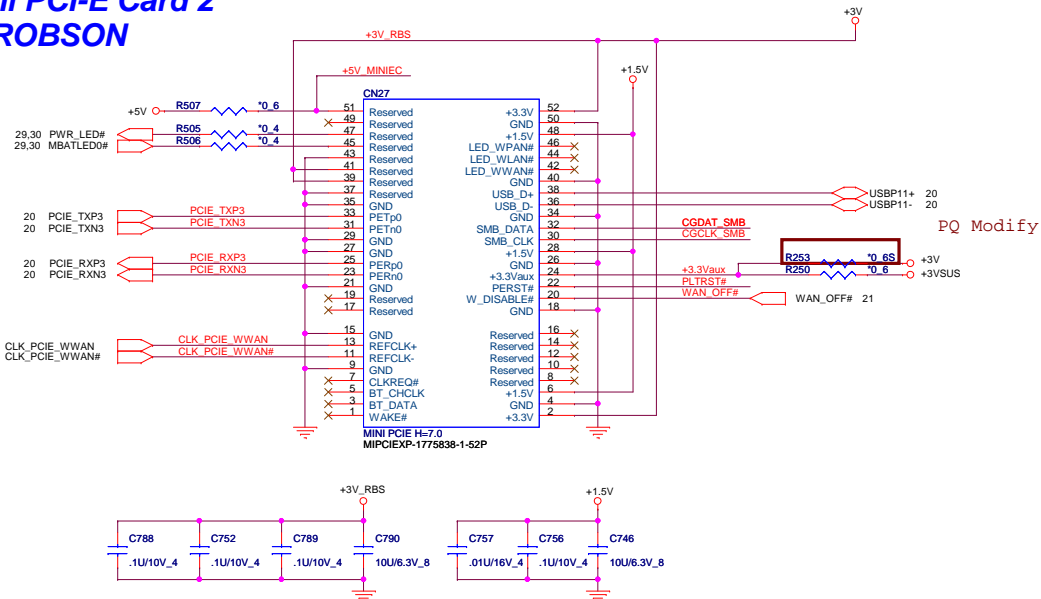 ni PCI-E Card 2
ROBSON
+3V
+3V_RBS
+5V_MINIEC
+1.5V
CN27
+5V R507 *0_6 51 Reserved +3.3V 52
49 Reserved GND 50
29,30 PWR_LED# R505 *0_4 47 Reserved +1.5V 48
29,30 MBATLED0# R506 *0_4 45 Reserved LED_WPAN# 46
43 Reserved LED_WLAN# 44
41 Reserved LED_WWAN# 42
39 Reserved GND 40
37 Reserved USB_D+ 38 USBP11+ 20
35 GND USB_D- 36 USBP11- 20
20 PCIE_TXP3 PCIE_TXP3 33 PETp0 GND 34
20 PCIE_TXN3 PCIE_TXN3 31 PETn0 SMB_DATA 32 CGDAT_SMB
PQ Modify
29 GND SMB_CLK 30 CGCLK_SMB
27 GND +1.5V 28
20 PCIE_RXP3 PCIE_RXP3 25 PERp0 GND 26 R253 *0_6S +3V
20 PCIE_RXN3 PCIE_RXN3 23 PERn0 +3.3Vaux 24 +3.3Vaux R250 *0_6 +3VSUS
21 GND PERST# 22 PLTRST#
19 Reserved W_DISABLE# 20 WAN_OFF# WAN_OFF# 21
17 Reserved GND 18
15 GND Reserved 16
CLK_PCIE_WWAN CLK_PCIE_WWAN 13 REFCLK+ Reserved 14
CLK_PCIE_WWAN# CLK_PCIE_WWAN# 11 REFCLK- Reserved 12
9 GND Reserved 10
7 CLKREQ# Reserved 8
5 BT_CHCLK +1.5V 6
3 BT_DATA GND 4
1 WAKE# +3.3V 2
MINI PCIE H=7.0
MIPCIEXP-1775838-1-52P
+3V_RBS +1.5V
C788 C752 C789 C790 C757 C756 C746
.1U/10V_4 .1U/10V_4 .1U/10V_4 10U/6.3V_8 .01U/16V_4 .1U/10V_4 10U/6.3V_8